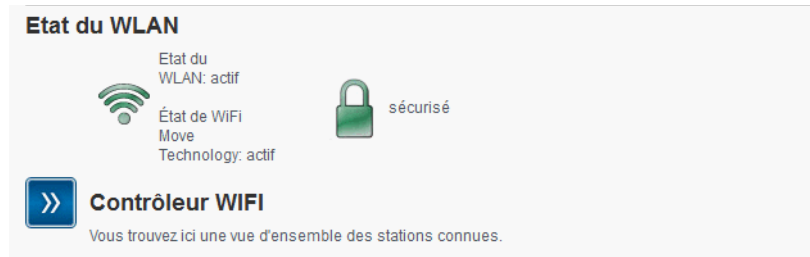 Etat du WLAN
Etat du
WLAN: actif
État de WiFi
Move
Technology: actif
sécurisé
Contrôleur WIFI
Vous trouvez ici une vue d'ensemble des stations connues.